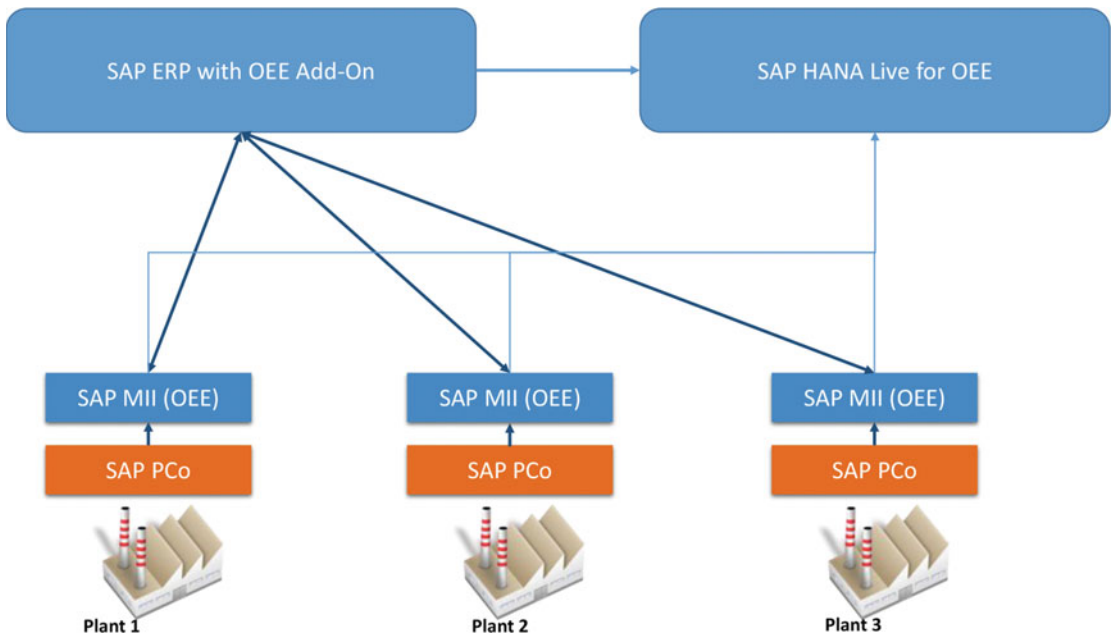 SAP ERP with OEE Add-On
SAP HANA Live for OEE
SAP MII (OEE)
SAP MII (OEE)
SAP MII (OEE)
SAP PCo
SAP PCo
SAP PCo
Plant 1
Plant 2
Plant 3